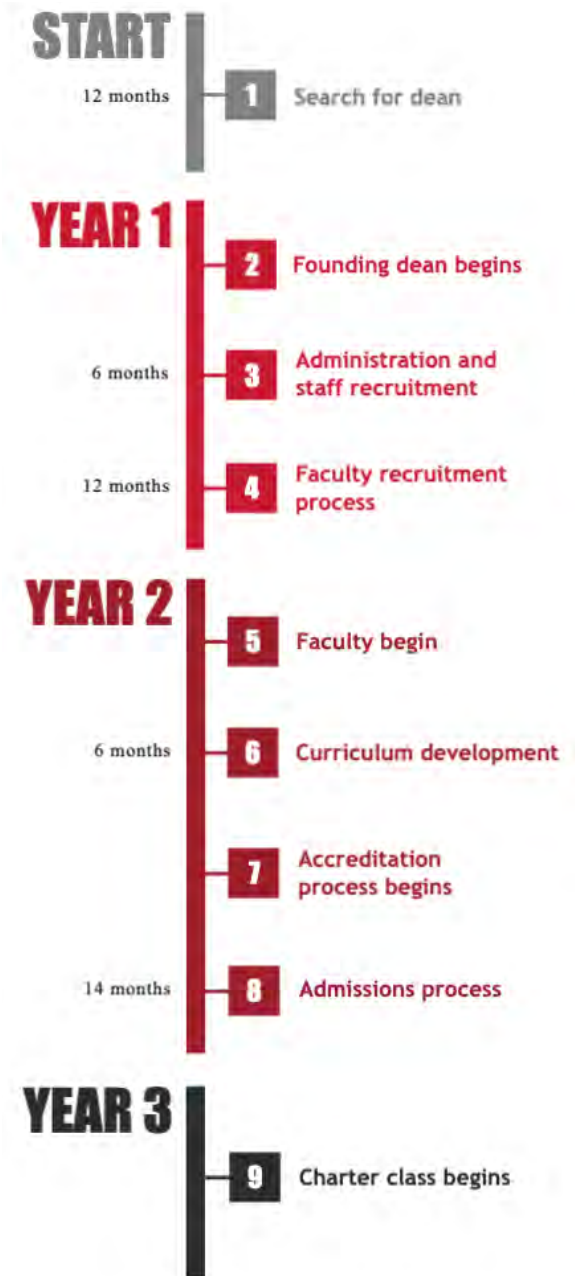 START
12 months
1
Search for dean
YEAR 1
2
Founding dean begins
6 months
3
Administration and
staff recruitment
12 months
4
Faculty recruitment
process
YEAR 2
5
Faculty begin
6 months
6
Curriculum development
7
Accreditation
process begins
14 months
8
Admissions process
YEAR 3
9
Charter class begins